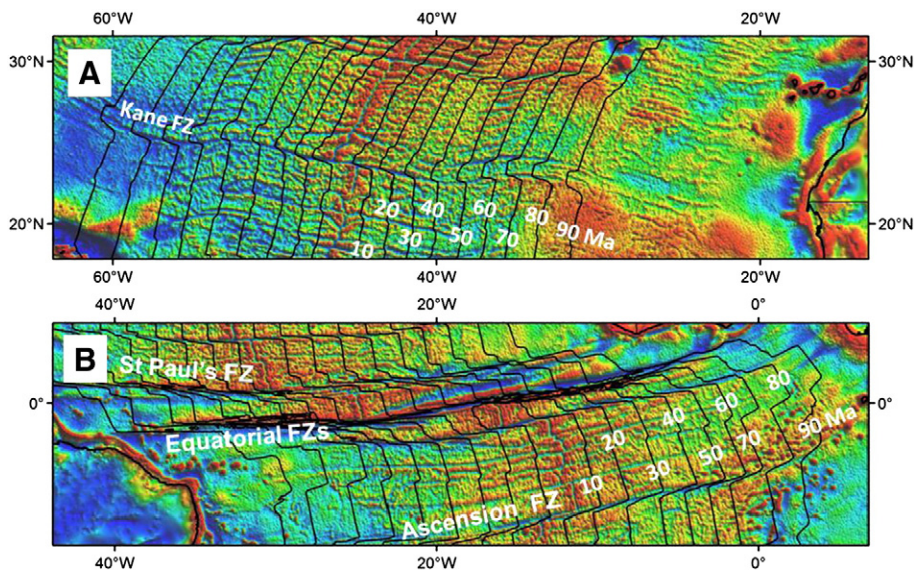 60°W 40°W 20°W
30°N 30°N
A
Kane FZ
20 40 60 80 90 Ma
20°N 20°N
10 30 50 70
60°W 40°W 20°W
40°W 20°W 0°
B
St Paul's FZ
0° 0°
Equatorial FZs
20 40 60 80
10 30 50 70 90 Ma
Ascension FZ
40°W 20°W 0°